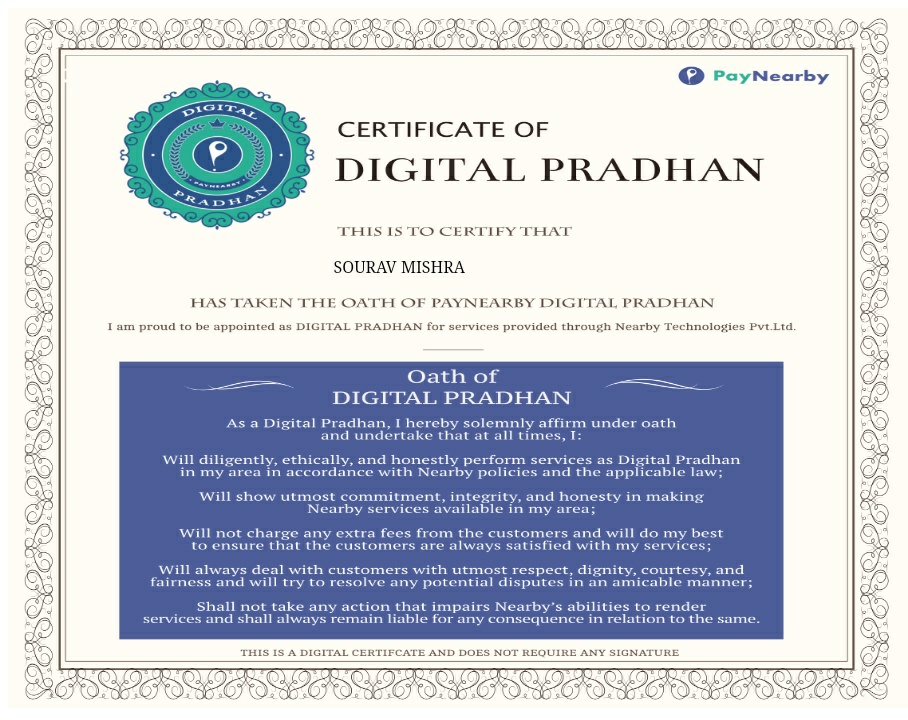 PayNearby
DIGITAL
PAYNEARBY
PRADHAN
CERTIFICATE OF
DIGITAL PRADHAN
THIS IS TO CERTIFY THAT
SOURAV MISHRA
HAS TAKEN THE OATH OF PAYNEARBY DIGITAL PRADHAN
I am proud to be appointed as DIGITAL PRADHAN for services provided through Nearby Technologies Pvt.Ltd.
Oath of
DIGITAL PRADHAN
As a Digital Pradhan, I hereby solemnly affirm under oath
and undertake that at all times, I:
Will diligently, ethically, and honestly perform services as Digital Pradhan
in my area in accordance with Nearby policies and the applicable law;
Will show utmost commitment, integrity, and honesty in making
Nearby services available in my area;
Will not charge any extra fees from the customers and will do my best
to ensure that the customers are always satisfied with my services;
Will always deal with customers with utmost respect, dignity, courtesy, and
fairness and will try to resolve any potential disputes in an amicable manner;
Shall not take any action that impairs Nearby's abilities to render
services and shall always remain liable for any consequence in relation to the same.
THIS IS A DIGITAL CERTIFCATE AND DOES NOT REQUIRE ANY SIGNATURE